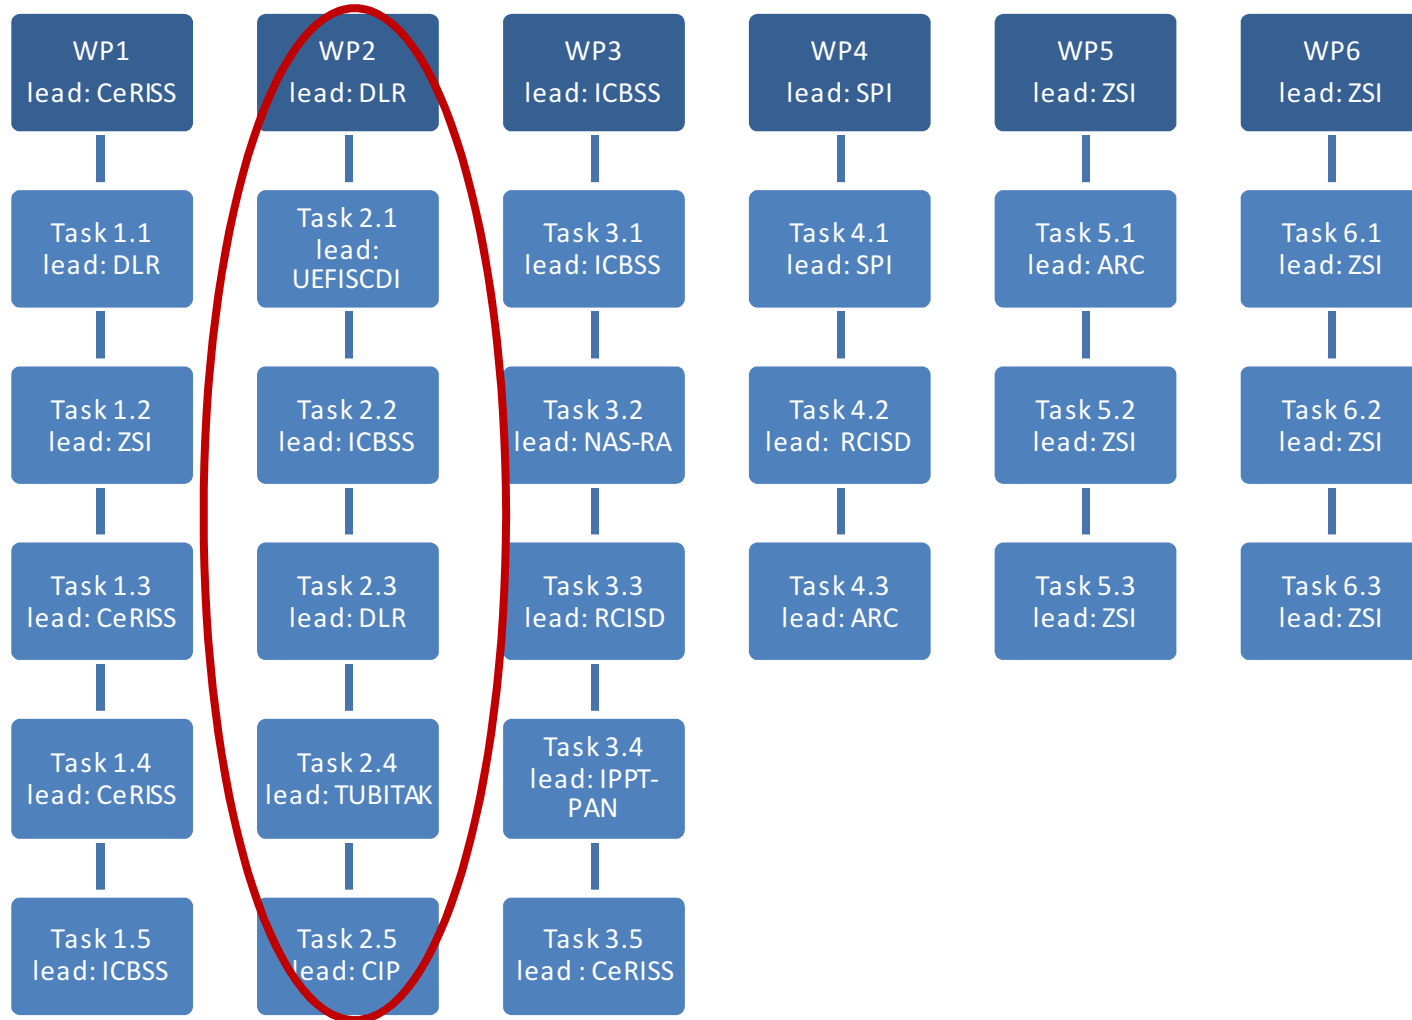 WP1
lead: CeRISS
Task 1.1
lead: DLR
Task 1.2
lead: ZSI
Task 1.3
lead: CeRISS
Task 1.4
lead: CeRISS
Task 1.5
lead: ICBSS
WP2
lead: DLR
Task 2.1
lead:
UEFISCDI
Task 2.2
lead: ICBSS
Task 2.3
lead: DLR
Task 2.4
lead: TUBITAK
Task 2.5
lead: CIP
WP3
lead: ICBSS
Task 3.1
lead: ICBSS
Task 3.2
lead: NAS-RA
Task 3.3
lead: RCISD
Task 3.4
lead: IPPT-
PAN
Task 3.5
lead : CeRISS
WP4
lead: SPI
Task 4.1
lead: SPI
Task 4.2
lead: RCISD
Task 4.3
lead: ARC
WP5
lead: ZSI
Task 5.1
lead: ARC
Task 5.2
lead: ZSI
Task 5.3
lead: ZSI
WP6
lead: ZSI
Task 6.1
lead: ZSI
Task 6.2
lead: ZSI
Task 6.3
lead: ZSI